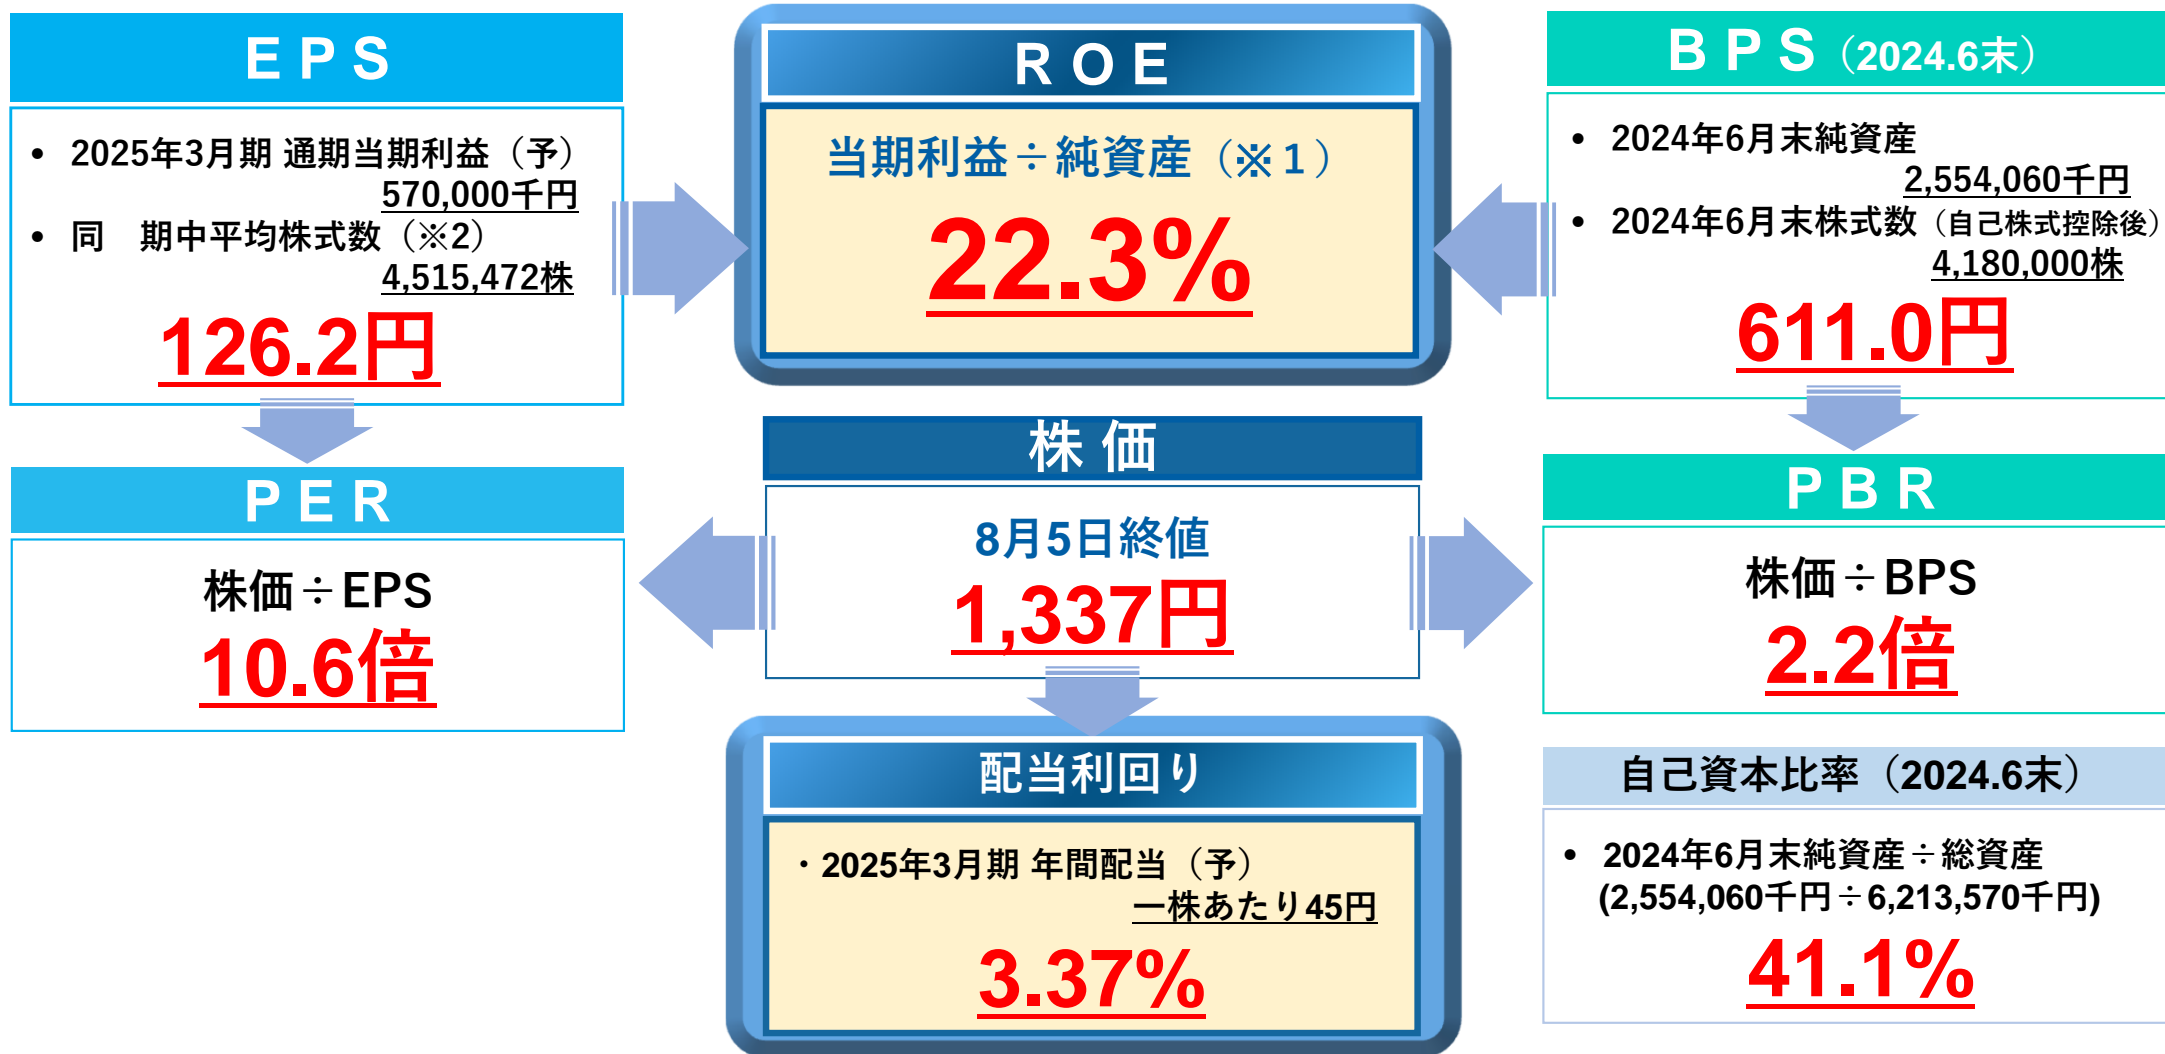 EPS
• 2025年3月期 通期当期利益（予）
570,000千円
• 同　期中平均株式数（※2）
4,515,472株
126.2円
ROE
当期利益÷純資産（※１）
22.3%
BPS（2024.6末）
• 2024年6月末純資産
2,554,060千円
• 2024年6月末株式数（自己株式控除後）
4,180,000株
611.0円
PER
株価÷EPS
10.6倍
株価
8月5日終値
1,337円
PBR
株価÷BPS
2.2倍
配当利回り
・2025年3月期 年間配当（予）
一株あたり45円
3.37%
自己資本比率（2024.6末）
• 2024年6月末純資産÷総資産
(2,554,060千円÷6,213,570千円)
41.1%